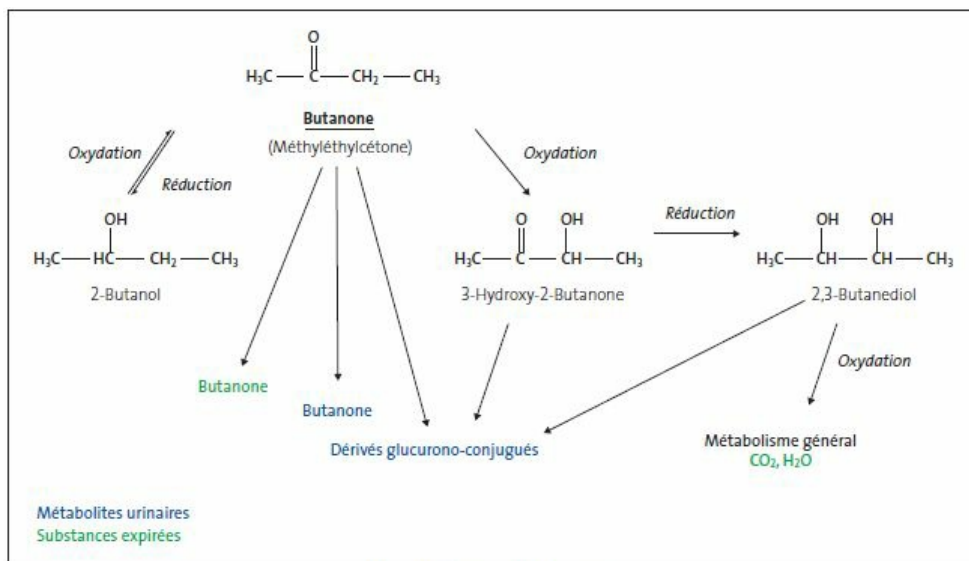 O
H₃C — C — CH₂ — CH₃
Butanone
(Méthyléthylcétone)
Oxydation
Réduction
Oxydation
OH
H₃C — HC — CH₂ — CH₃
2-Butanol
O OH
H₃C — C — CH — CH₃
3-Hydroxy-2-Butanone
Réduction
OH OH
H₃C — CH — CH — CH₃
2,3-Butanediol
Oxydation
Butanone
Butanone
Dérivés glucurono-conjugués
Métabolisme général
CO₂, H₂O
Métabolites urinaires
Substances expirées